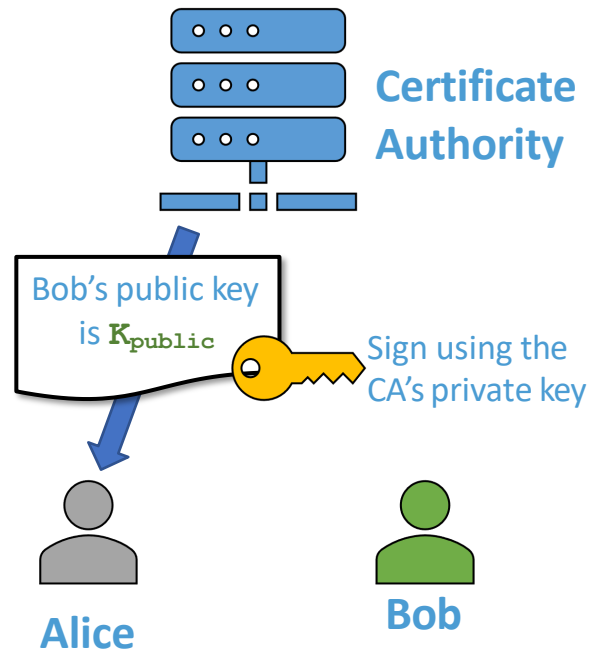 Certificate
Authority
Bob’s public key
is Kpublic
Sign using the
CA’s private key
Alice
Bob